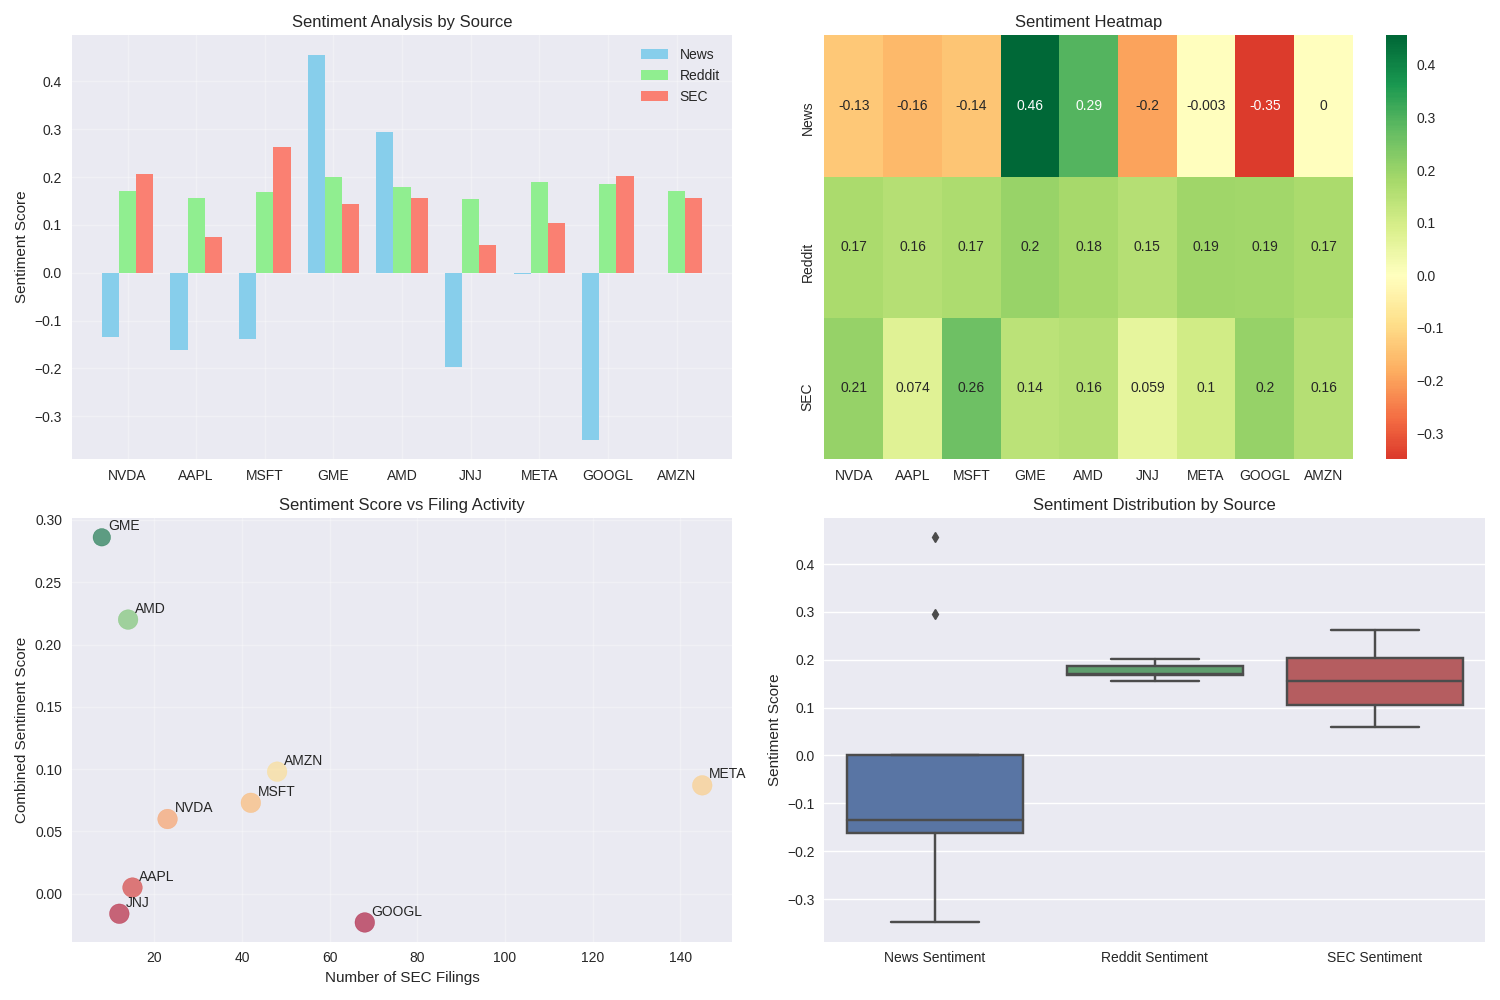 Sentiment Analysis by Source
Sentiment Score
0.4
0.3
0.2
0.1
0.0
−0.1
−0.2
−0.3
News
Reddit
SEC
NVDA AAPL MSFT GME AMD JNJ META GOOGL AMZN
Sentiment Heatmap
News
-0.13 -0.16 -0.14 0.46 0.29 -0.2 -0.003 -0.35 0
Reddit
0.17 0.16 0.17 0.2 0.18 0.15 0.19 0.19 0.17
SEC
0.21 0.074 0.26 0.14 0.16 0.059 0.1 0.2 0.16
NVDA AAPL MSFT GME AMD JNJ META GOOGL AMZN
0.4
0.3
0.2
0.1
0.0
−0.1
−0.2
−0.3
Sentiment Score vs Filing Activity
Combined Sentiment Score
0.30
0.25
0.20
0.15
0.10
0.05
0.00
GME
AMD
AMZN
META
MSFT
NVDA
AAPL
JNJ
GOOGL
20 40 60 80 100 120 140
Number of SEC Filings
Sentiment Distribution by Source
Sentiment Score
0.4
0.3
0.2
0.1
0.0
−0.1
−0.2
−0.3
News Sentiment Reddit Sentiment SEC Sentiment